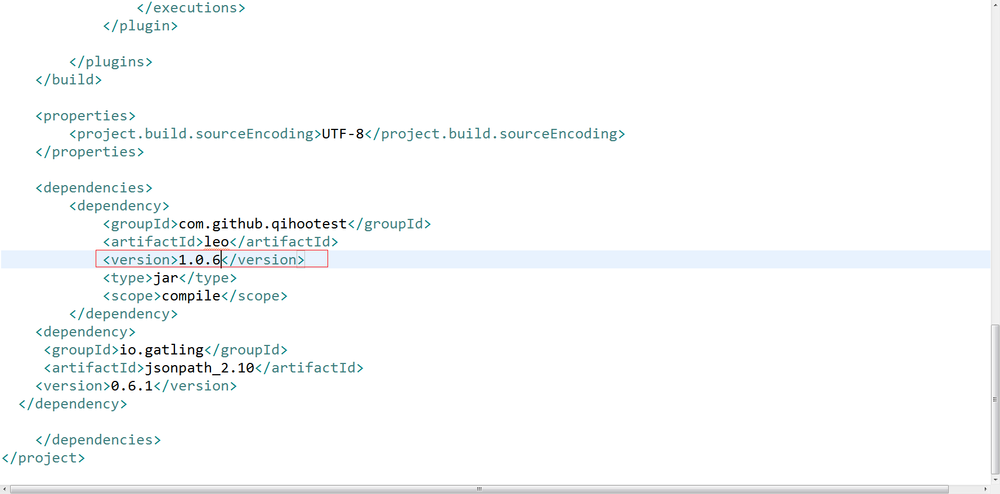 </executions>
</plugin>
</plugins>
</build>
<properties>
<project.build.sourceEncoding>UTF-8</project.build.sourceEncoding>
</properties>
<dependencies>
<dependency>
<groupId>com.github.qihootest</groupId>
<artifactId>leo</artifactId>
<version>1.0.6</version>
<type>jar</type>
<scope>compile</scope>
</dependency>
<dependency>
<groupId>io.gatling</groupId>
<artifactId>jsonpath_2.10</artifactId>
<version>0.6.1</version>
</dependency>
</dependencies>
</project>